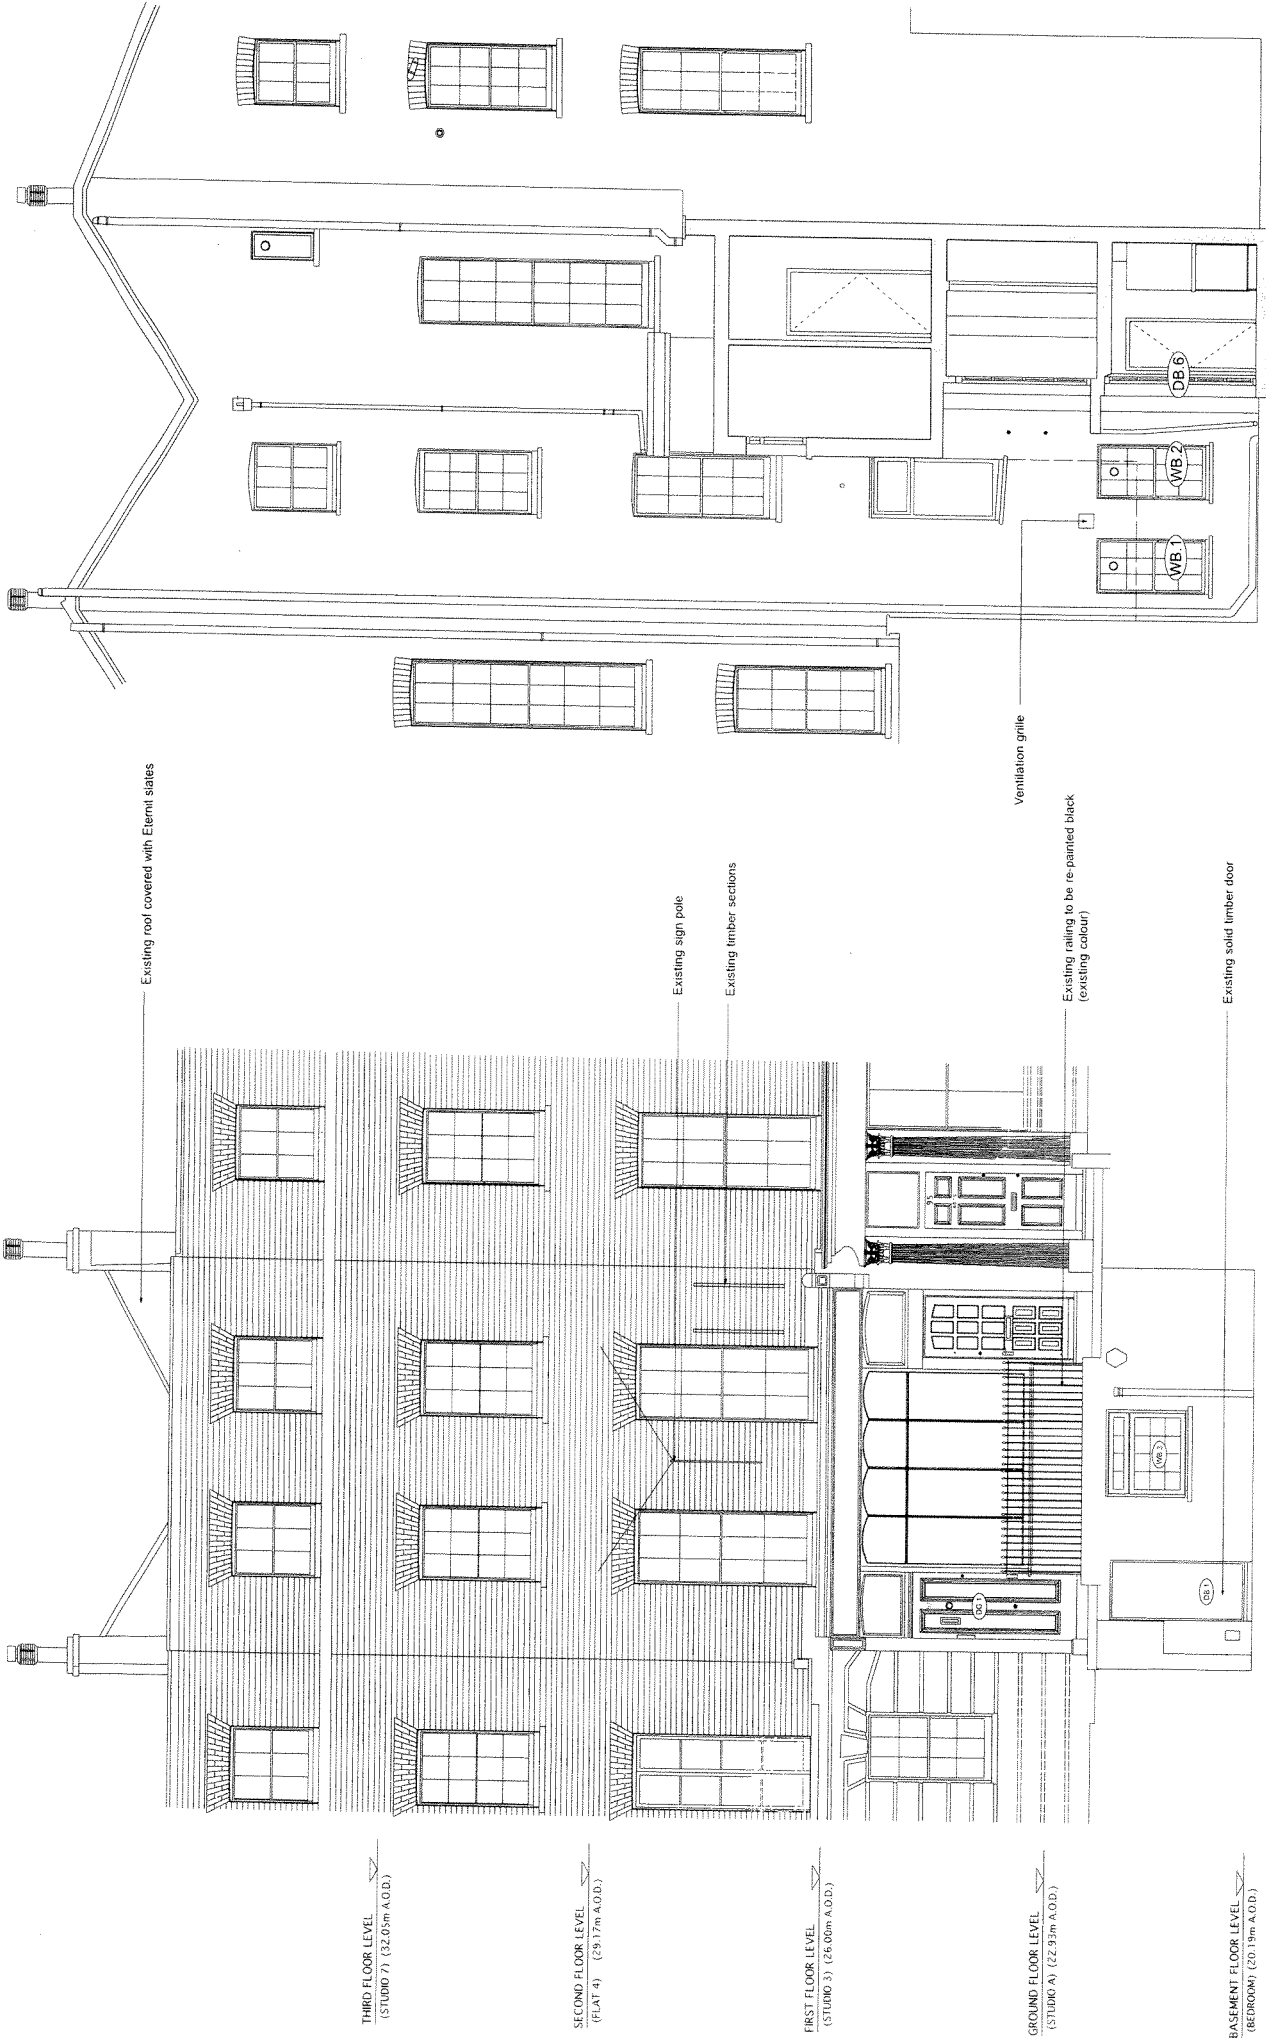 THIRD FLOOR LEVEL
(STUDIO 7) (32.05m A.O.D.)
SECOND FLOOR LEVEL
(FLAT 4) (29.17m A.O.D.)
FIRST FLOOR LEVEL
(STUDIO 3) (26.00m A.O.D.)
GROUND FLOOR LEVEL
(STUDIO A) (22.93m A.O.D.)
BASEMENT FLOOR LEVEL
(BEDROOM) (20.19m A.O.D.)
Existing roof covered with Eternit slates
Existing sign pole
Existing timber sections
Existing railing to be re-painted black
(existing colour)
Existing solid timber door
DG.1
DB.1
WB.3
95
Ventilation grille
WB.1
WB.2
DB.6